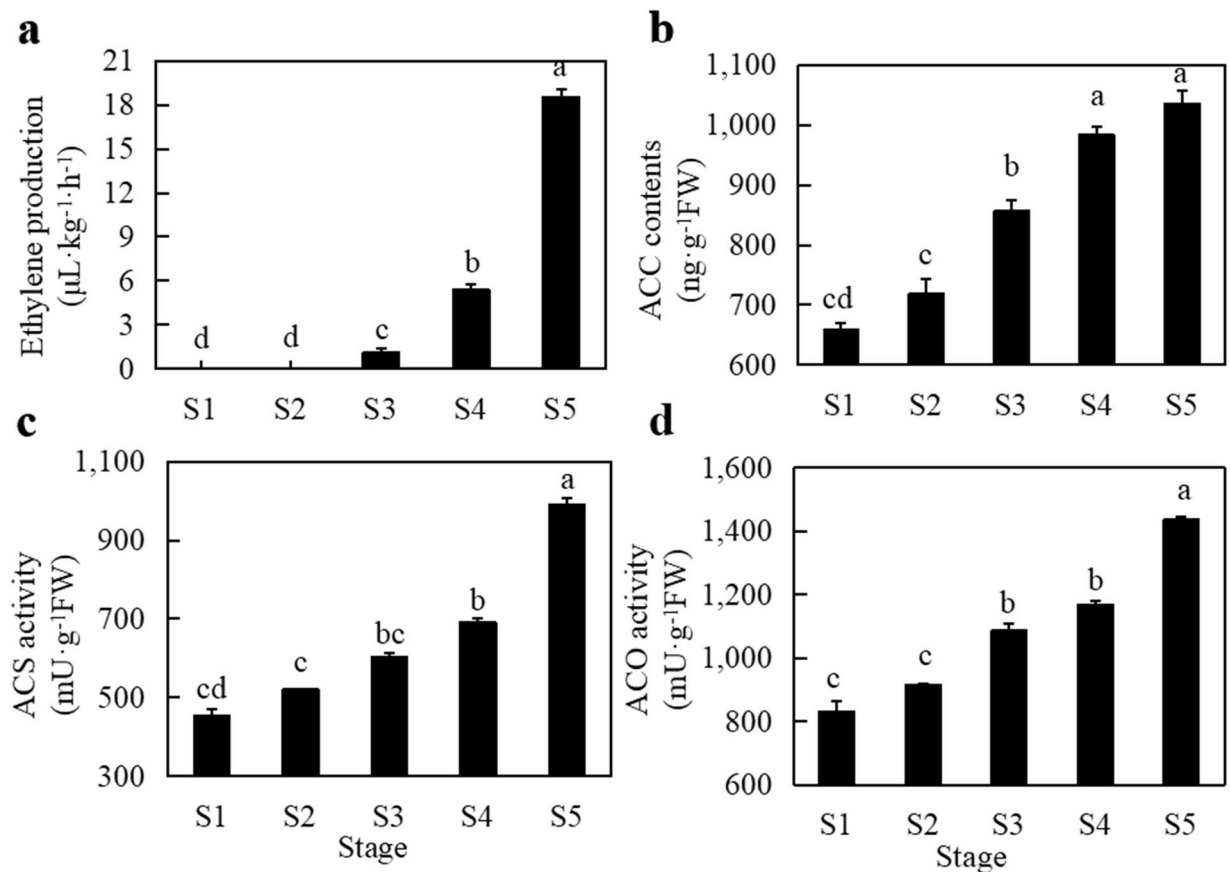 a
Ethylene production
(μL·kg⁻¹·h⁻¹)
21
18
15
12
9
6
3
0
d
d
c
b
a
S1 S2 S3 S4 S5
b
ACC contents
(ng·g⁻¹FW)
1,100
1,000
900
800
700
600
cd
c
b
a
a
S1 S2 S3 S4 S5
c
ACS activity
(mU·g⁻¹FW)
1,100
900
700
500
300
cd
c
bc
b
a
S1 S2 S3 S4 S5
Stage
d
ACO activity
(mU·g⁻¹FW)
1,600
1,400
1,200
1,000
800
600
c
c
b
b
a
S1 S2 S3 S4 S5
Stage